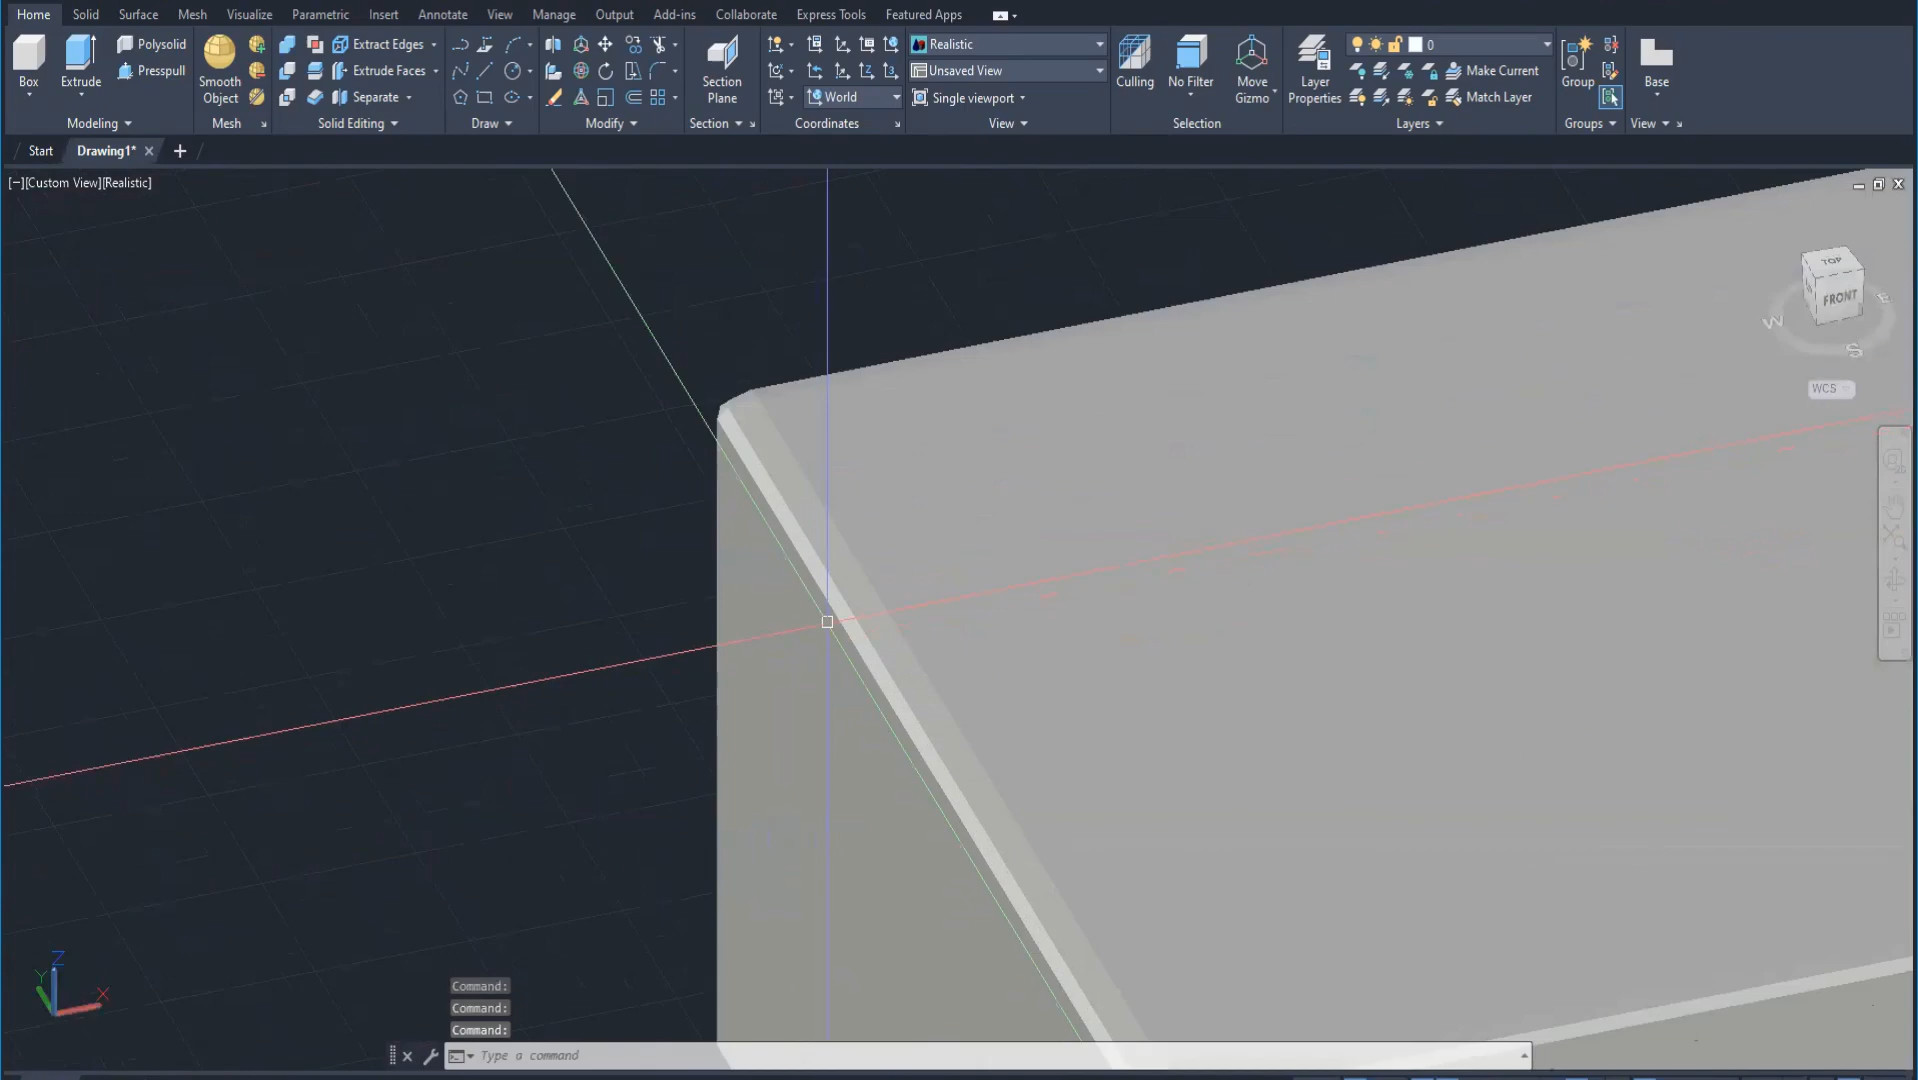 Home Solid Surface Mesh Visualize Parametric Insert Annotate View Manage Output Add-ins Collaborate Express Tools Featured Apps
Polysolid Extract Edges Realistic 0
Box Extrude Presspull Smooth Object Extrude Faces Section Plane Unsaved View Culling No Filter Move Gizmo Layer Properties Make Current Group Base
Separate World Single viewport Match Layer
Modeling Mesh Solid Editing Draw Modify Section Coordinates View Selection Layers Groups View
Start Drawing1*
[−][Custom View][Realistic]
TOP
FRONT
W
E
S
WCS
Z
Y
X
Command:
Command:
Command:
Type a command